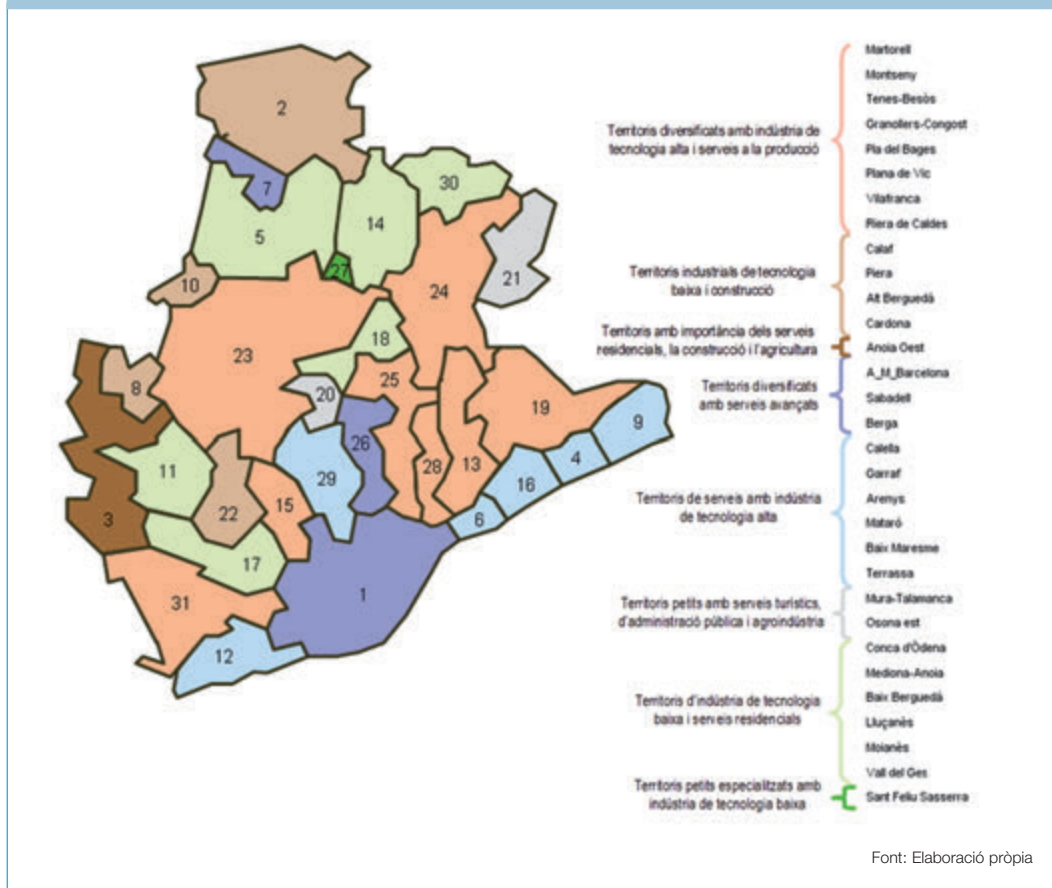 2
7
30
5
14
27
21
10
24
18
23
25
8
20
19
9
26
11
4
29
28
13
16
22
15
3
6
17
1
31
12
Territoris diversificats amb indústria de
tecnologia alta i serveis a la producció
Martorell
Montseny
Tenes-Besòs
Granollers-Congost
Pla del Bages
Plana de Vic
Vilafranca
Riera de Caldes
Territoris industrials de tecnologia
baixa i construcció
Calaf
Piera
Alt Berguedà
Cardona
Territoris amb importància dels serveis
residencials, la construcció i l'agricultura
Anoia Oest
Territoris diversificats
amb serveis avançats
A_M_Barcelona
Sabadell
Berga
Territoris de serveis amb indústria
de tecnologia alta
Calella
Garraf
Arenys
Mataró
Baix Maresme
Terrassa
Territoris petits amb serveis turístics,
d'administració pública i agroindústria
Mura-Talamanca
Osona est
Territoris d'indústria de tecnologia
baixa i serveis residencials
Conca d'Òdena
Mediona-Anoia
Baix Berguedà
Lluçanès
Moianès
Vall del Ges
Territoris petits especialitzats amb
indústria de tecnologia baixa
Sant Feliu Sasserra
Font: Elaboració pròpia